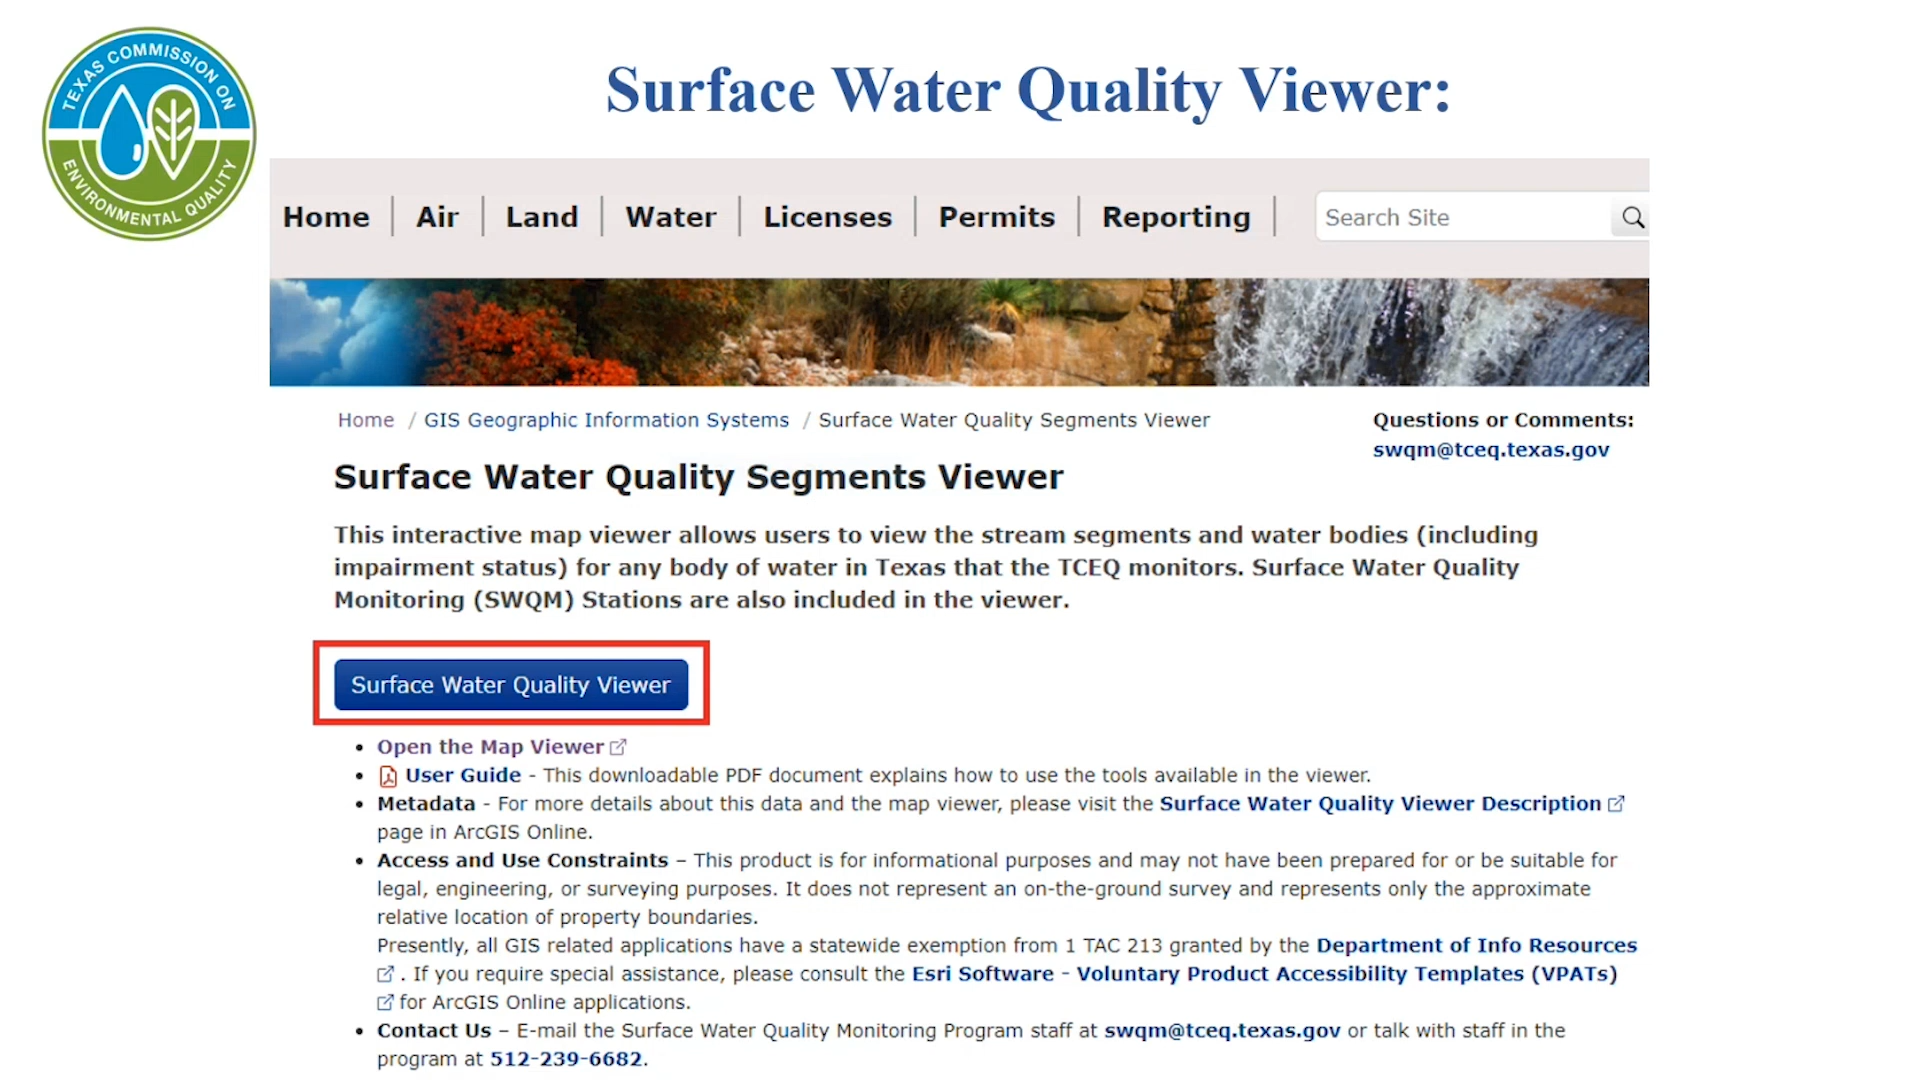 TEXAS COMMISSION ON
ENVIRONMENTAL QUALITY
Surface Water Quality Viewer:
Home
Air
Land
Water
Licenses
Permits
Reporting
Search Site
Home / GIS Geographic Information Systems / Surface Water Quality Segments Viewer
Questions or Comments:
swqm@tceq.texas.gov
Surface Water Quality Segments Viewer
This interactive map viewer allows users to view the stream segments and water bodies (including
impairment status) for any body of water in Texas that the TCEQ monitors. Surface Water Quality
Monitoring (SWQM) Stations are also included in the viewer.
Surface Water Quality Viewer
• Open the Map Viewer
• User Guide - This downloadable PDF document explains how to use the tools available in the viewer.
• Metadata - For more details about this data and the map viewer, please visit the Surface Water Quality Viewer Description
page in ArcGIS Online.
• Access and Use Constraints – This product is for informational purposes and may not have been prepared for or be suitable for
legal, engineering, or surveying purposes. It does not represent an on-the-ground survey and represents only the approximate
relative location of property boundaries.
Presently, all GIS related applications have a statewide exemption from 1 TAC 213 granted by the Department of Info Resources
. If you require special assistance, please consult the Esri Software - Voluntary Product Accessibility Templates (VPATs)
for ArcGIS Online applications.
• Contact Us – E-mail the Surface Water Quality Monitoring Program staff at swqm@tceq.texas.gov or talk with staff in the
program at 512-239-6682.